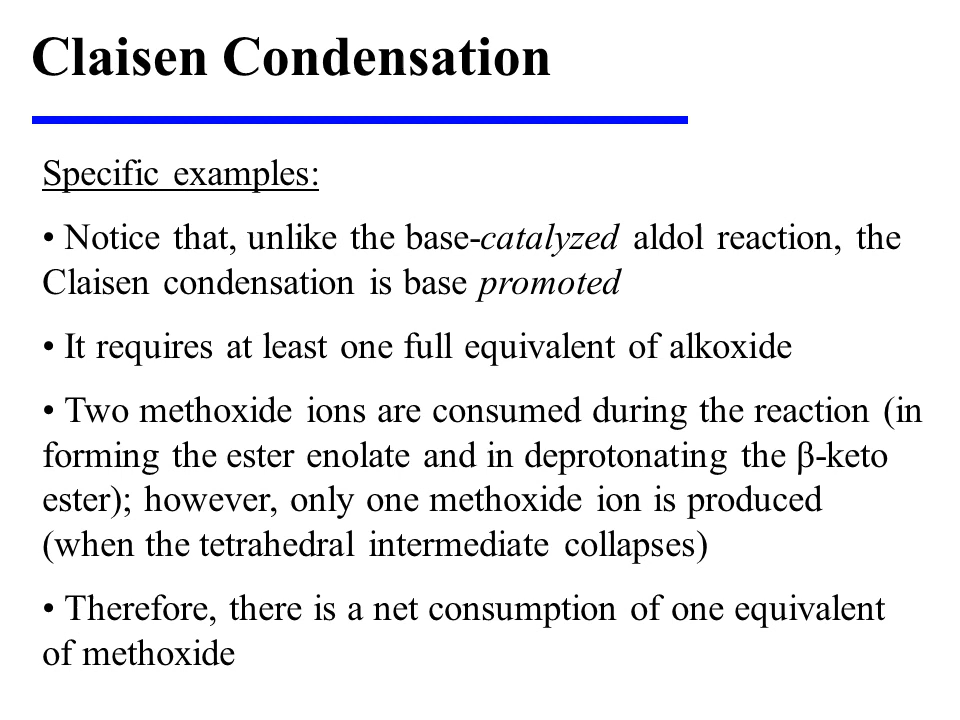 Claisen Condensation
Specific examples:
• Notice that, unlike the base-catalyzed aldol reaction, the
Claisen condensation is base promoted
• It requires at least one full equivalent of alkoxide
• Two methoxide ions are consumed during the reaction (in
forming the ester enolate and in deprotonating the β-keto
ester); however, only one methoxide ion is produced
(when the tetrahedral intermediate collapses)
• Therefore, there is a net consumption of one equivalent
of methoxide